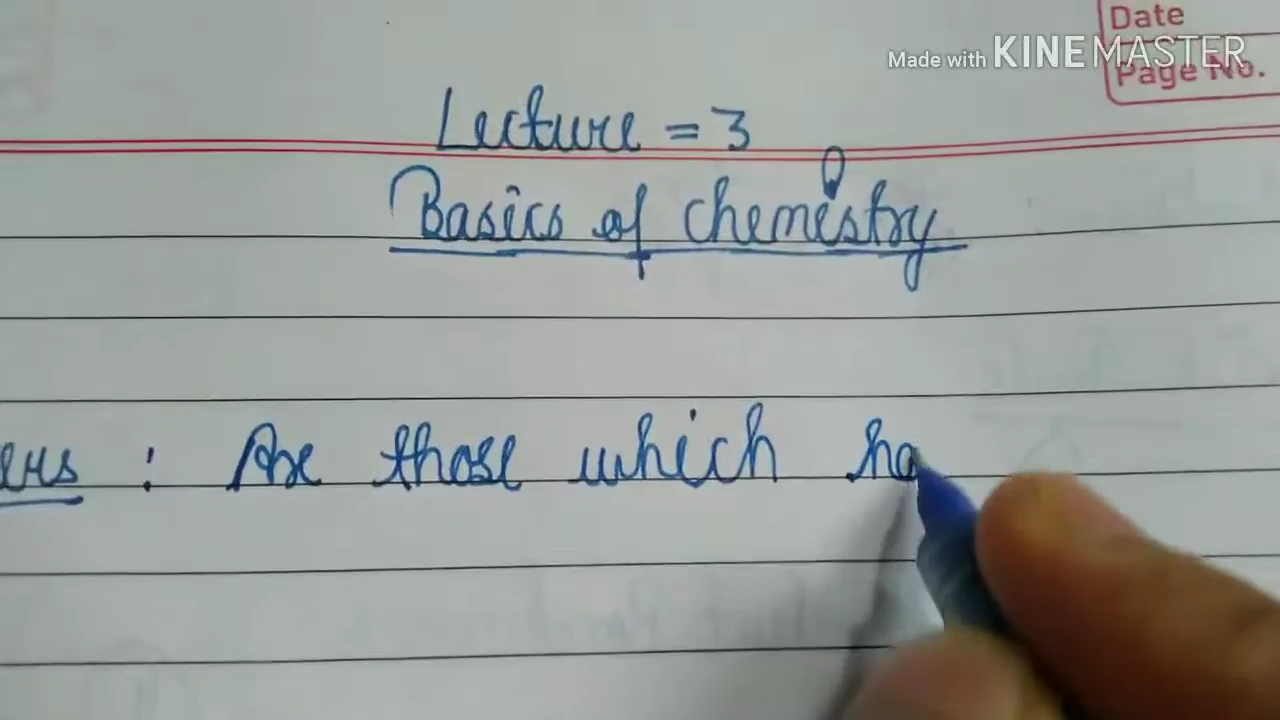 Date
Made with KINEMASTER
Page No.
Lecture = 3
Basics of chemistry
: Are those which ha